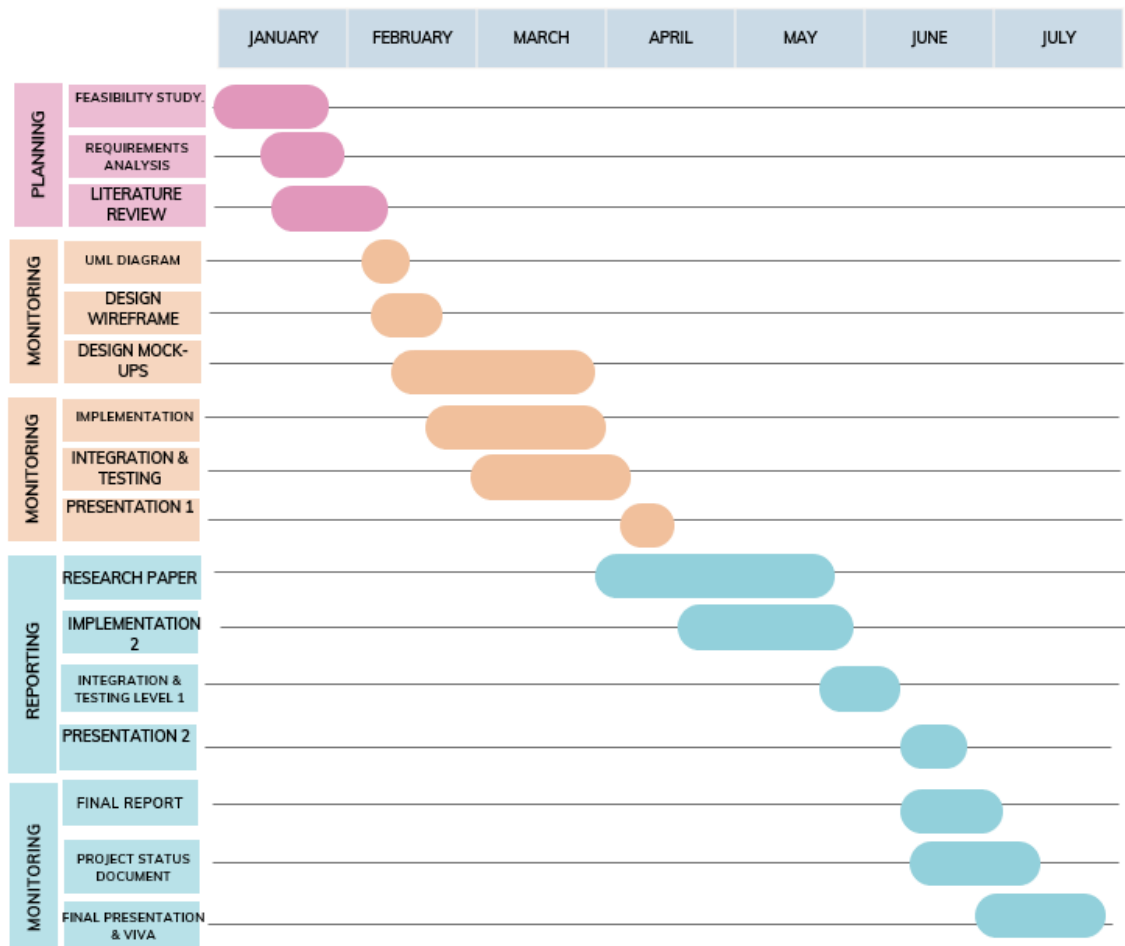 JANUARY
FEBRUARY
MARCH
APRIL
MAY
JUNE
JULY
PLANNING
FEASIBILITY STUDY.
REQUIREMENTS
ANALYSIS
LITERATURE
REVIEW
MONITORING
UML DIAGRAM
DESIGN
WIREFRAME
DESIGN MOCK-
UPS
MONITORING
IMPLEMENTATION
INTEGRATION &
TESTING
PRESENTATION 1
REPORTING
RESEARCH PAPER
IMPLEMENTATION
2
INTEGRATION &
TESTING LEVEL 1
PRESENTATION 2
MONITORING
FINAL REPORT
PROJECT STATUS
DOCUMENT
FINAL PRESENTATION
& VIVA